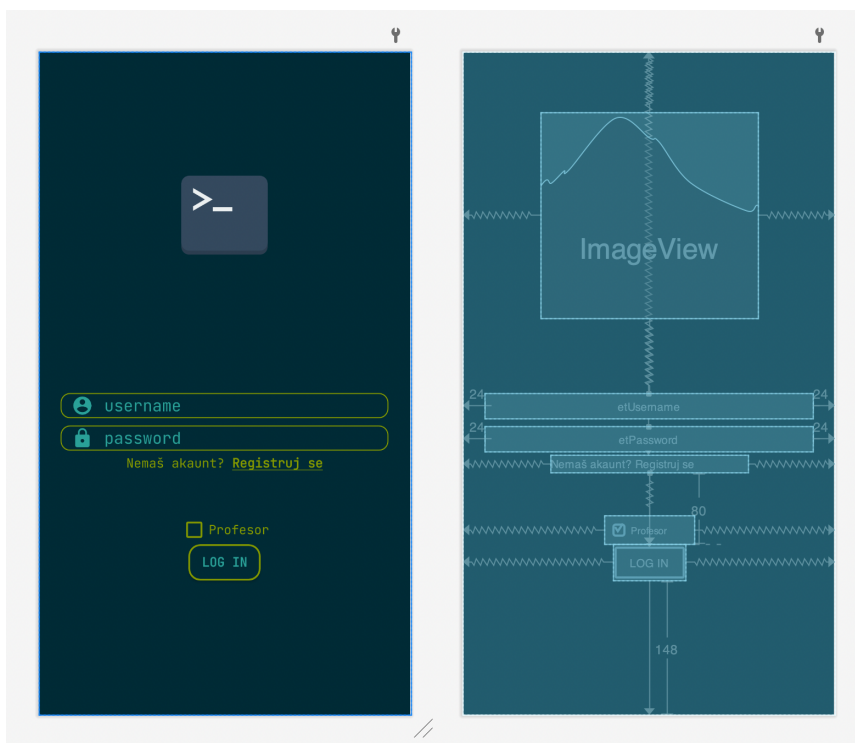 >_
username
password
Nemaš akaunt? Registruj se
Profesor
LOG IN
ImageView
24
24
etUsername
24
24
etPassword
Nemaš akaunt? Registruj se
80
Profesor
LOG IN
148